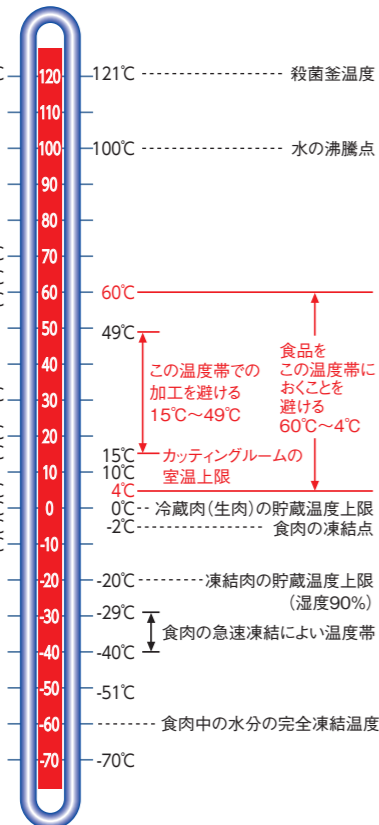 120
110
100
90
80
70
60
50
40
30
20
10
0
-10
-20
-30
-40
-50
-60
-70
121℃ 殺菌釜温度
100℃ 水の沸騰点
60℃
49℃
この温度帯での
加工を避ける
15℃〜49℃
食品を
この温度帯に
おくことを
避ける
60℃〜4℃
15℃ カッティングルームの
室温上限
10℃
4℃
0℃ 冷蔵肉(生肉)の貯蔵温度上限
-2℃ 食肉の凍結点
-20℃ 凍結肉の貯蔵温度上限
(湿度90%)
-29℃
食肉の急速凍結によい温度帯
-40℃
-51℃
食肉中の水分の完全凍結温度
-70℃